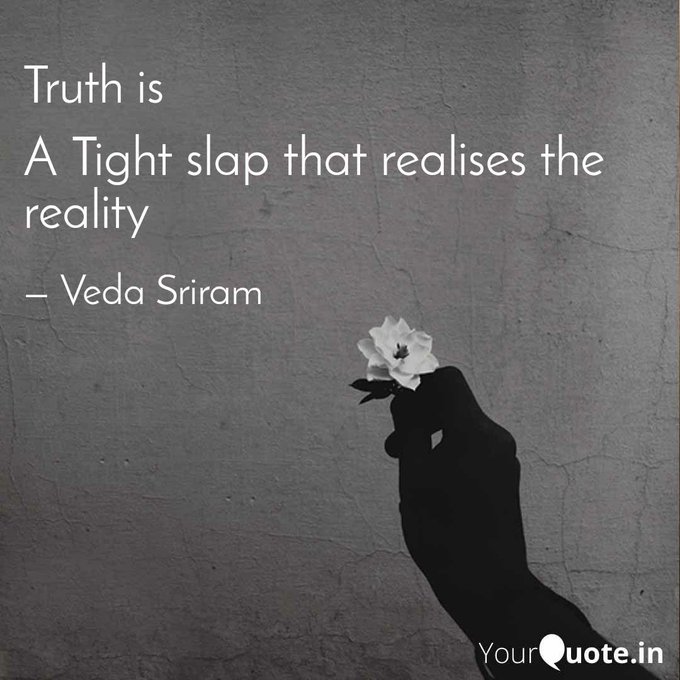 Truth is
A Tight slap that realises the
reality
– Veda Sriram
YourQuote.in